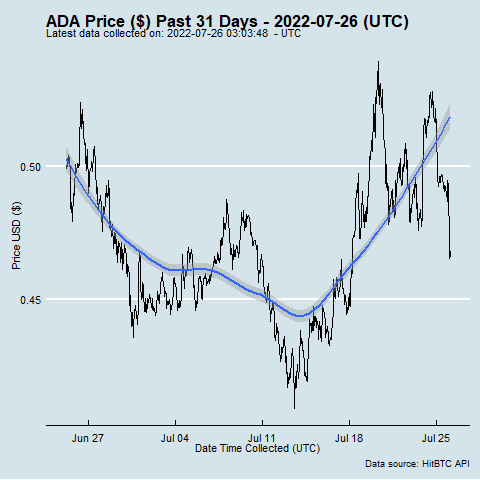 ADA Price ($) Past 31 Days - 2022-07-26 (UTC)
Latest data collected on: 2022-07-26 03:03:48 - UTC
Price USD ($)
0.50
0.45
Jun 27 Jul 04 Jul 11 Jul 18 Jul 25
Date Time Collected (UTC)
Data source: HitBTC API